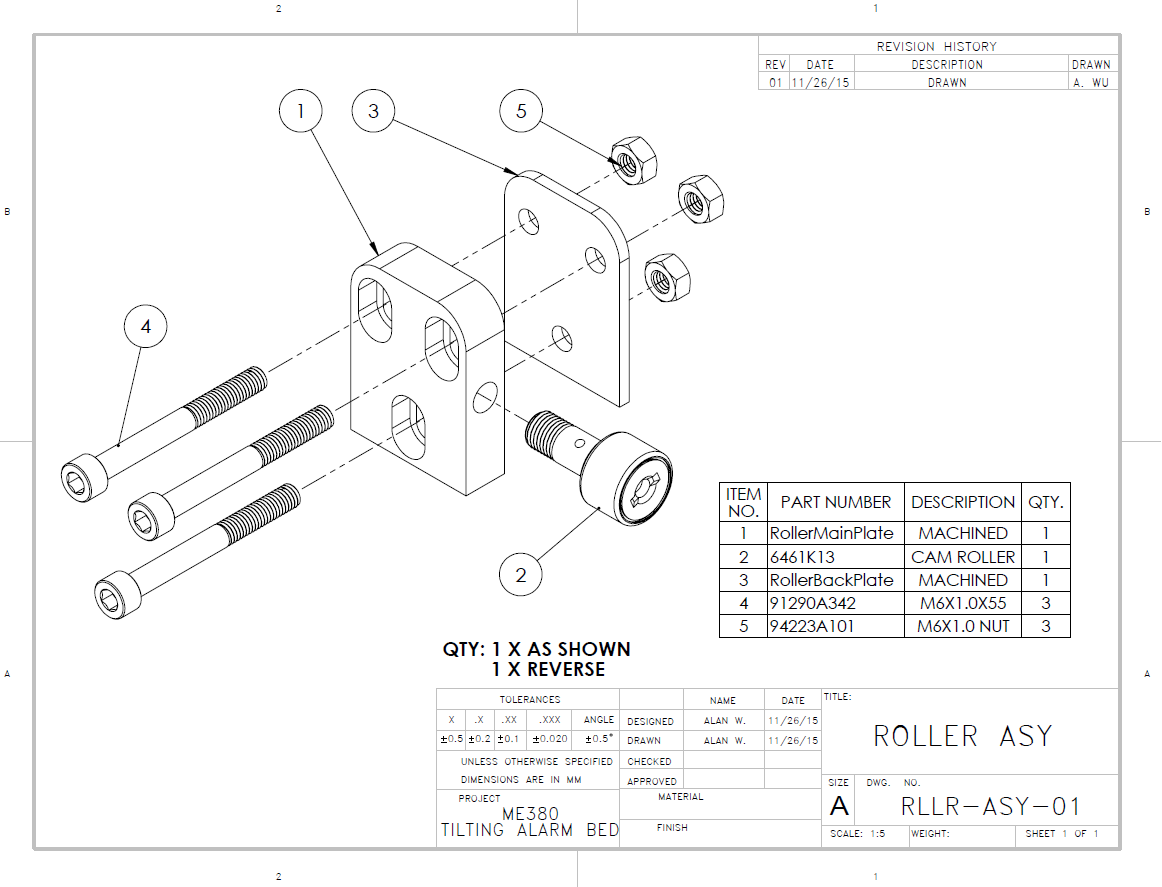 2 1
REVISION HISTORY
REV DATE DESCRIPTION DRAWN
01 11/26/15 DRAWN A. WU
1 3 5
B B
4
2
ITEM NO. PART NUMBER DESCRIPTION QTY.
1 RollerMainPlate MACHINED 1
2 6461K13 CAM ROLLER 1
3 RollerBackPlate MACHINED 1
4 91290A342 M6X1.0X55 3
5 94223A101 M6X1.0 NUT 3
QTY: 1 X AS SHOWN
1 X REVERSE
A A
TOLERANCES
X .X .XX .XXX ANGLE
±0.5 ±0.2 ±0.1 ±0.020 ±0.5°
UNLESS OTHERWISE SPECIFIED
DIMENSIONS ARE IN MM
PROJECT
ME380
TILTING ALARM BED
NAME DATE
DESIGNED ALAN W. 11/26/15
DRAWN ALAN W. 11/26/15
CHECKED
APPROVED
MATERIAL
FINISH
TITLE:
ROLLER ASY
SIZE DWG. NO.
A RLLR-ASY-01
SCALE: 1:5 WEIGHT: SHEET 1 OF 1
2 1